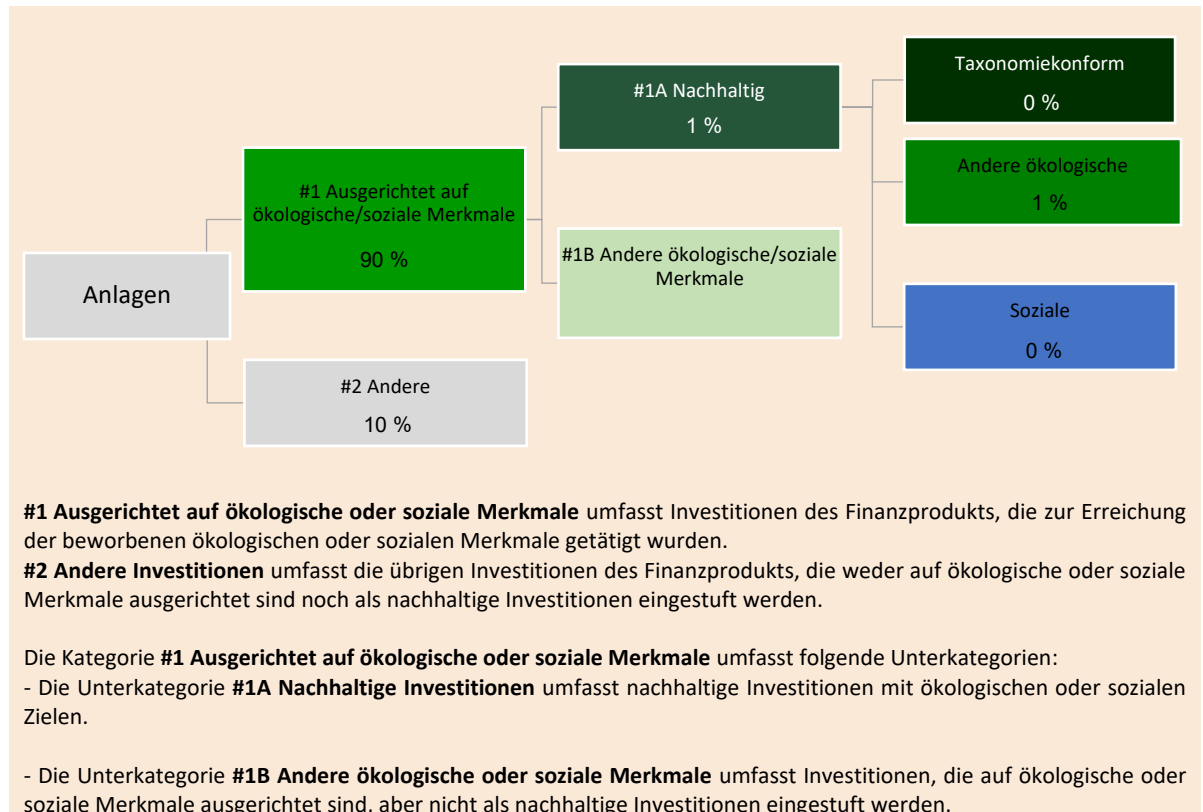 Taxonomiekonform
0 %
#1A Nachhaltig
1 %
Andere ökologische
1 %
#1 Ausgerichtet auf
ökologische/soziale Merkmale
90 %
#1B Andere ökologische/soziale
Merkmale
Anlagen
Soziale
0 %
#2 Andere
10 %
#1 Ausgerichtet auf ökologische oder soziale Merkmale umfasst Investitionen des Finanzprodukts, die zur Erreichung
der beworbenen ökologischen oder sozialen Merkmale getätigt wurden.
#2 Andere Investitionen umfasst die übrigen Investitionen des Finanzprodukts, die weder auf ökologische oder soziale
Merkmale ausgerichtet sind noch als nachhaltige Investitionen eingestuft werden.
Die Kategorie #1 Ausgerichtet auf ökologische oder soziale Merkmale umfasst folgende Unterkategorien:
- Die Unterkategorie #1A Nachhaltige Investitionen umfasst nachhaltige Investitionen mit ökologischen oder sozialen
Zielen.
- Die Unterkategorie #1B Andere ökologische oder soziale Merkmale umfasst Investitionen, die auf ökologische oder
soziale Merkmale ausgerichtet sind, aber nicht als nachhaltige Investitionen eingestuft werden.